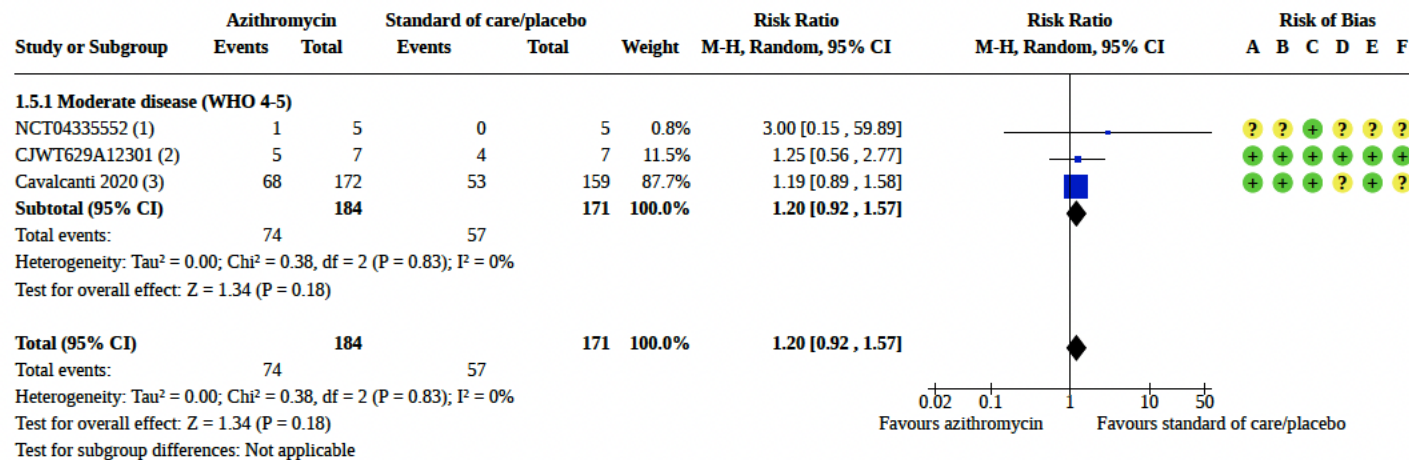 Azithromycin Standard of care/placebo Risk Ratio Risk Ratio Risk of Bias
Study or Subgroup Events Total Events Total Weight M-H, Random, 95% CI M-H, Random, 95% CI A B C D E F
1.5.1 Moderate disease (WHO 4-5)
NCT04335552 (1) 1 5 0 5 0.8% 3.00 [0.15 , 59.89] ? ? + ? ? ?
CJWT629A12301 (2) 5 7 4 7 11.5% 1.25 [0.56 , 2.77] + + + + + +
Cavalcanti 2020 (3) 68 172 53 159 87.7% 1.19 [0.89 , 1.58] + + + ? + ?
Subtotal (95% CI) 184 171 100.0% 1.20 [0.92 , 1.57]
Total events: 74 57
Heterogeneity: Tau² = 0.00; Chi² = 0.38, df = 2 (P = 0.83); I² = 0%
Test for overall effect: Z = 1.34 (P = 0.18)
Total (95% CI) 184 171 100.0% 1.20 [0.92 , 1.57]
Total events: 74 57
Heterogeneity: Tau² = 0.00; Chi² = 0.38, df = 2 (P = 0.83); I² = 0%
0.02 0.1 1 10 50
Test for overall effect: Z = 1.34 (P = 0.18) Favours azithromycin Favours standard of care/placebo
Test for subgroup differences: Not applicable